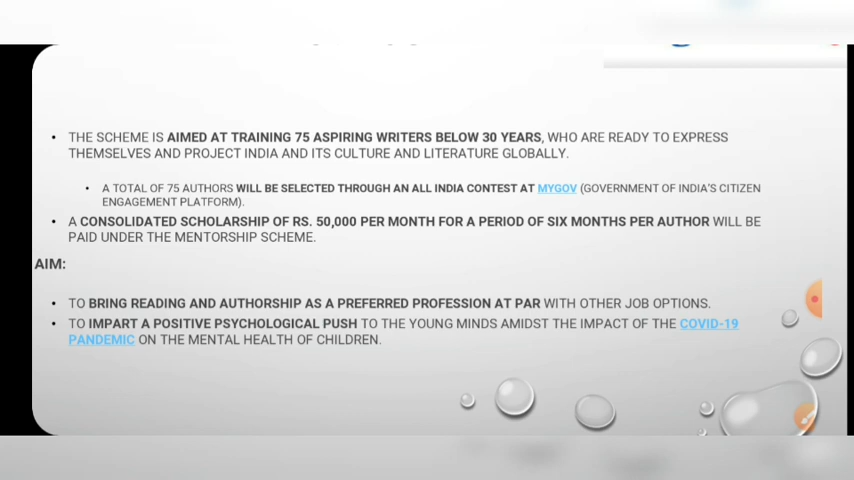 • THE SCHEME IS AIMED AT TRAINING 75 ASPIRING WRITERS BELOW 30 YEARS, WHO ARE READY TO EXPRESS
THEMSELVES AND PROJECT INDIA AND ITS CULTURE AND LITERATURE GLOBALLY.
• A TOTAL OF 75 AUTHORS WILL BE SELECTED THROUGH AN ALL INDIA CONTEST AT MYGOV (GOVERNMENT OF INDIA'S CITIZEN
ENGAGEMENT PLATFORM).
• A CONSOLIDATED SCHOLARSHIP OF RS. 50,000 PER MONTH FOR A PERIOD OF SIX MONTHS PER AUTHOR WILL BE
PAID UNDER THE MENTORSHIP SCHEME.
AIM:
• TO BRING READING AND AUTHORSHIP AS A PREFERRED PROFESSION AT PAR WITH OTHER JOB OPTIONS.
• TO IMPART A POSITIVE PSYCHOLOGICAL PUSH TO THE YOUNG MINDS AMIDST THE IMPACT OF THE COVID-19
PANDEMIC ON THE MENTAL HEALTH OF CHILDREN.